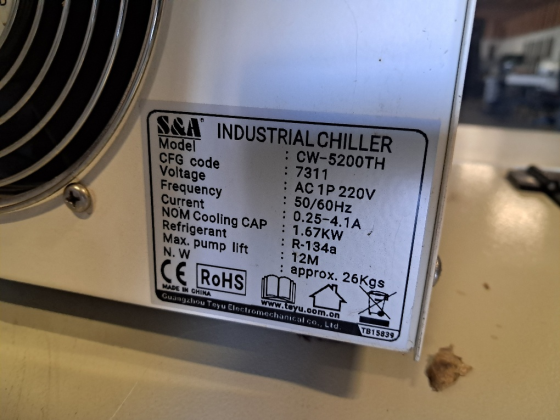 S&A® INDUSTRIAL CHILLER
Model : CW-5200TH
CFG code : 7311
Voltage : AC 1P 220V
Frequency : 50/60Hz
Current : 0.25-4.1A
NOM Cooling CAP : 1.67KW
Refrigerant : R-134a
Max. pump lift : 12M
N. W : approx. 26Kgs
CE RoHS
MADE IN CHINA
www.teyu.com.cn
Guangzhou Teyu Electromechanical co., Ltd.
TB15839